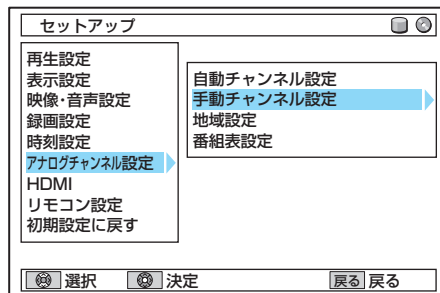 セットアップ
再生設定
表示設定
映像・音声設定
録画設定
時刻設定
アナログチャンネル設定
HDMI
リモコン設定
初期設定に戻す
自動チャンネル設定
手動チャンネル設定
地域設定
番組表設定
選択 決定 戻る 戻る